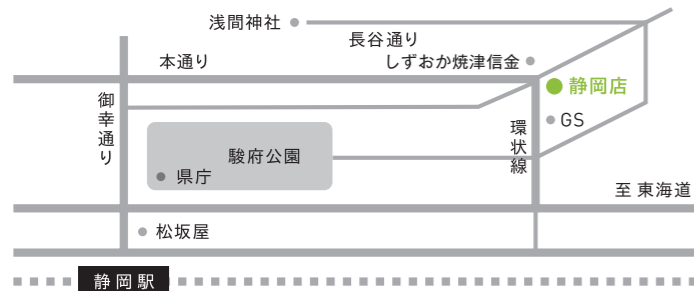 浅間神社
長谷通り
本通り
しずおか焼津信金
静岡店
御幸通り
GS
環状線
駿府公園
県庁
至 東海道
松坂屋
静岡駅